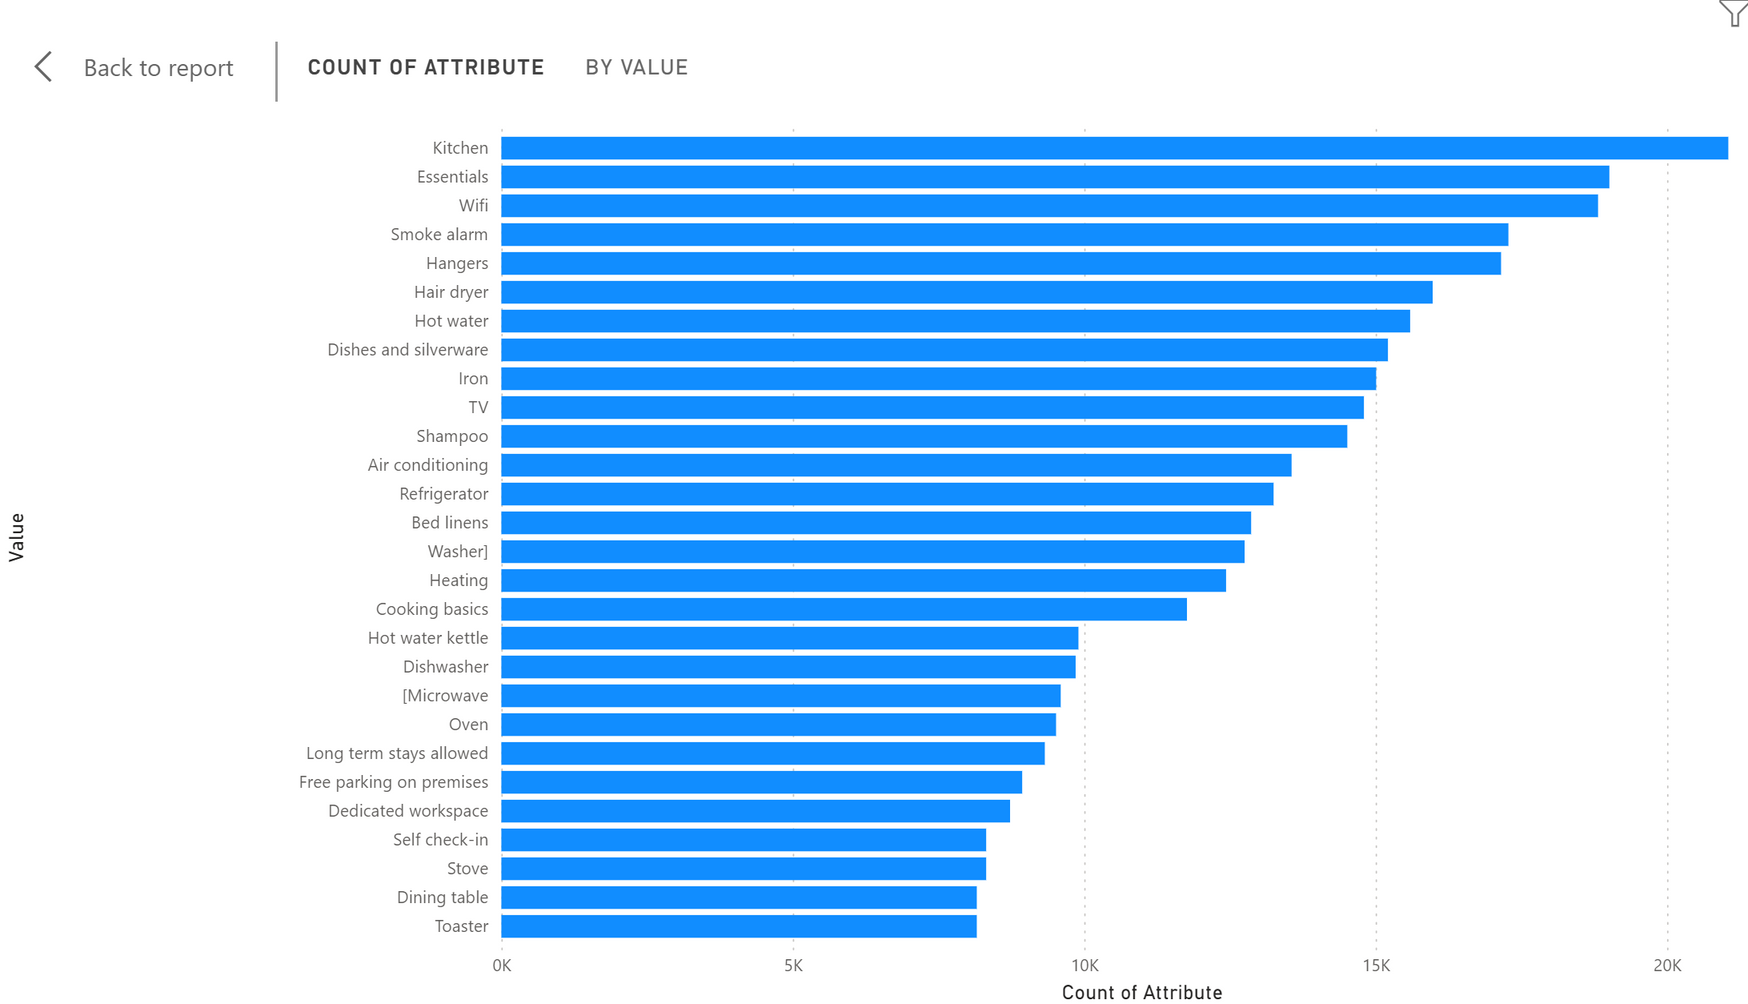 Back to report
COUNT OF ATTRIBUTE BY VALUE
Kitchen
Essentials
Wifi
Smoke alarm
Hangers
Hair dryer
Hot water
Dishes and silverware
Iron
TV
Shampoo
Air conditioning
Refrigerator
Bed linens
Washer]
Heating
Cooking basics
Hot water kettle
Dishwasher
[Microwave
Oven
Long term stays allowed
Free parking on premises
Dedicated workspace
Self check-in
Stove
Dining table
Toaster
Value
0K 5K 10K 15K 20K
Count of Attribute